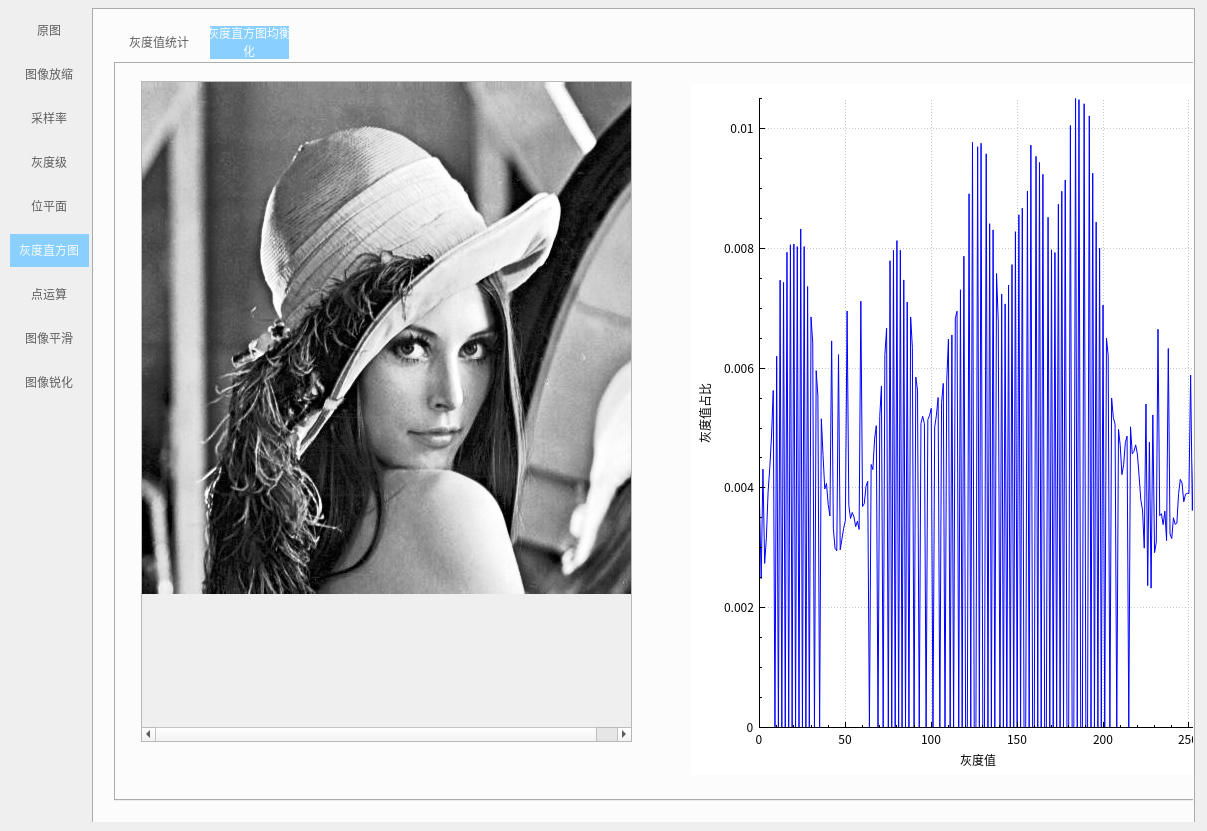 原图
图像放缩
采样率
灰度级
位平面
灰度直方图
点运算
图像平滑
图像锐化
灰度值统计
灰度直方图均衡
化
0.01
0.008
0.006
0.004
0.002
0
灰度值占比
0
50
100
150
200
250
灰度值